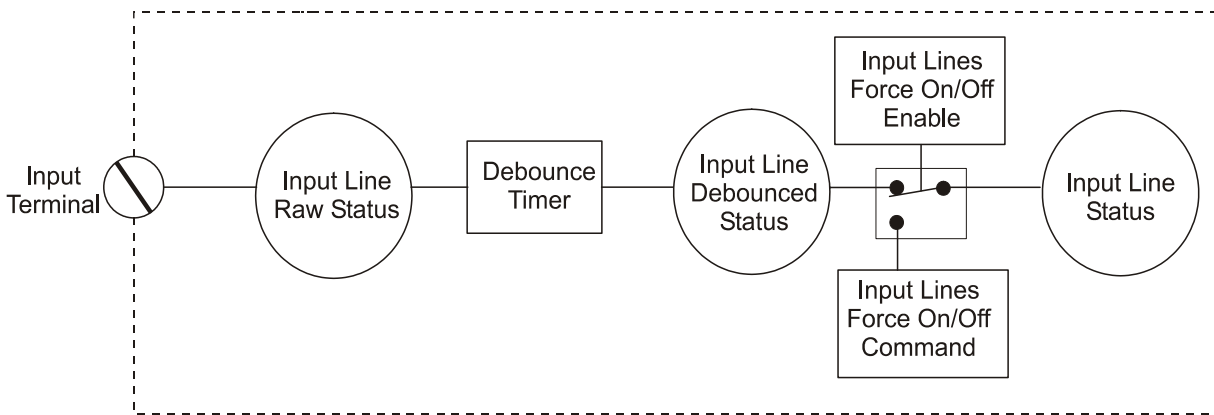 Input
Terminal
Input Line
Raw Status
Debounce
Timer
Input Line
Debounced
Status
Input Lines
Force On/Off
Enable
Input Lines
Force On/Off
Command
Input Line
Status